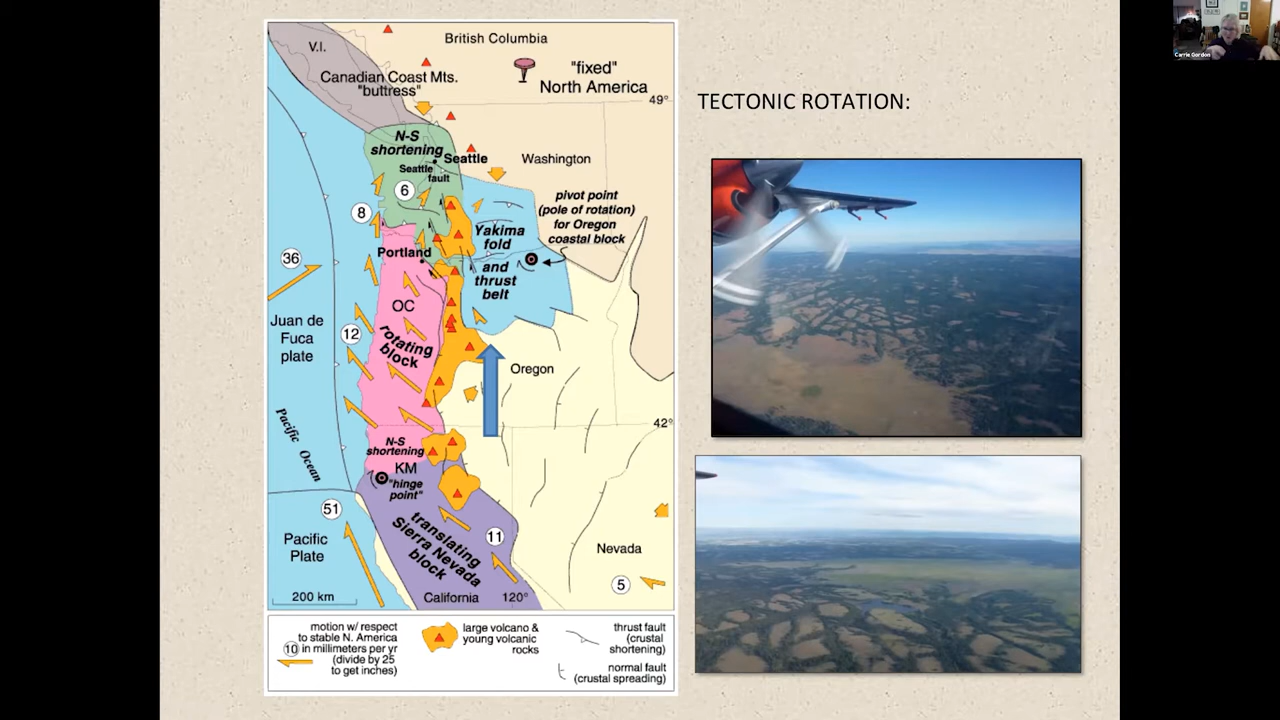 V.I.
British Columbia
Canadian Coast Mts.
"buttress"
"fixed"
North America
49°
N-S
shortening
Seattle
Seattle
fault
Washington
6
8
pivot point
(pole of rotation)
for Oregon
coastal block
Yakima
fold
and
thrust
belt
Portland
36
OC
rotating
block
12
Juan de
Fuca
plate
Oregon
Pacific Ocean
42°
N-S
shortening
KM
"hinge
point"
51
translating
Sierra Nevada
block
11
Pacific
Plate
Nevada
5
200 km
California
120°
motion w/ respect
to stable N. America
10 in millimeters per yr
(divide by 25
to get inches)
large volcano &
young volcanic
rocks
thrust fault
(crustal
shortening)
normal fault
(crustal spreading)
TECTONIC ROTATION:
Carrie Gordon